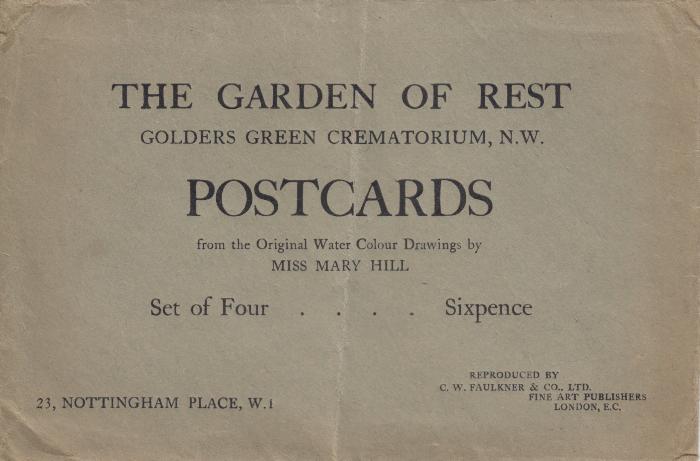 THE GARDEN OF REST
GOLDERS GREEN CREMATORIUM, N.W.
POSTCARDS
from the Original Water Colour Drawings by
MISS MARY HILL
Set of Four . . . . Sixpence
23, NOTTINGHAM PLACE, W.1
REPRODUCED BY
C. W. FAULKNER & CO., LTD.
FINE ART PUBLISHERS
LONDON, E.C.